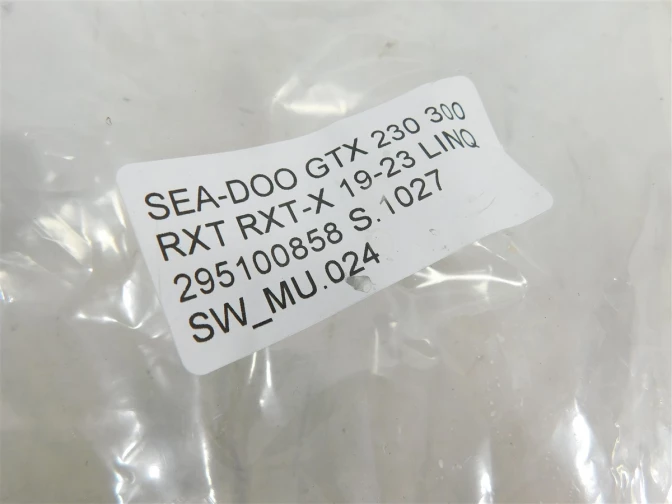 SEA-DOO GTX 230 300
RXT RXT-X 19-23 LINQ
295100858 S.1027
SW_MU.024